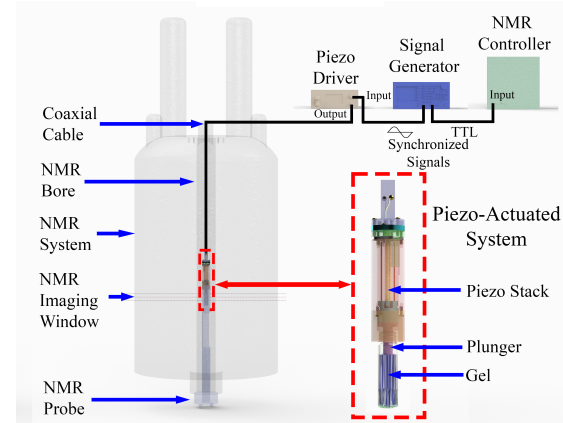 Piezo
Driver
Signal
Generator
NMR
Controller
Input
Output
Input
Synchronized
Signals
TTL
Coaxial
Cable
NMR
Bore
NMR
System
NMR
Imaging
Window
NMR
Probe
Piezo-Actuated
System
Piezo Stack
Plunger
Gel